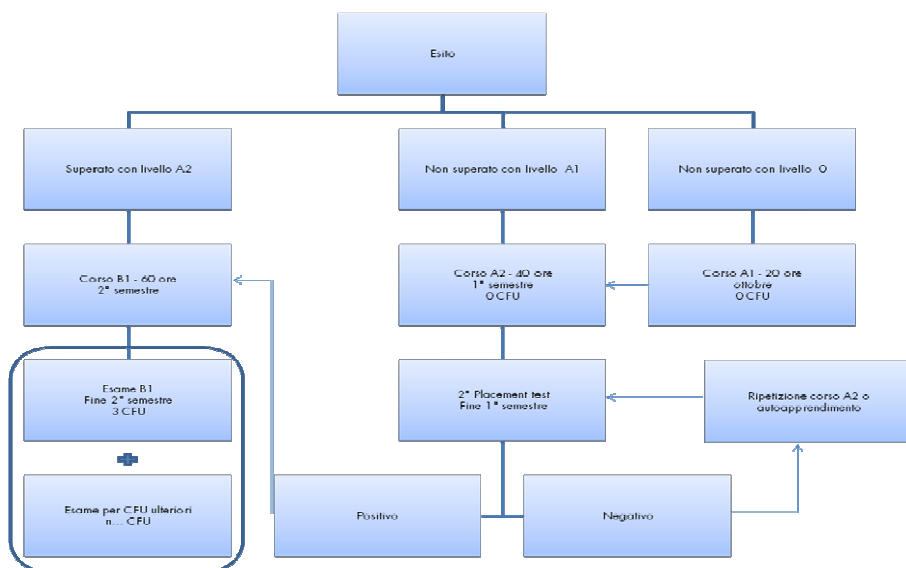 Esito
Superato con livello A2
Non superato con livello A1
Non superato con livello 0
Corso B1 - 60 ore
2° semestre
Corso A2 - 40 ore
1° semestre
0 CFU
Corso A1 - 20 ore
ottobre
0 CFU
Esame B1
Fine 2° semestre
3 CFU
2° Placement test
Fine 1° semestre
Ripetizione corso A2 o
autoapprendimento
Esame per CFU ulteriori
n... CFU
Positivo
Negativo